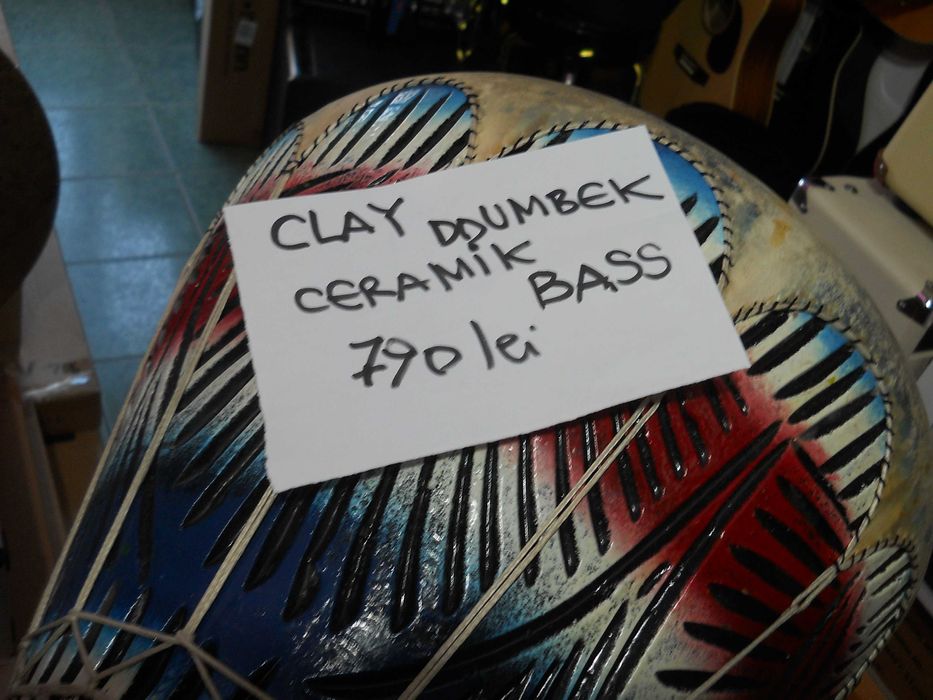 CLAY DDUMBEK
CERAMiK BASS
790 lei